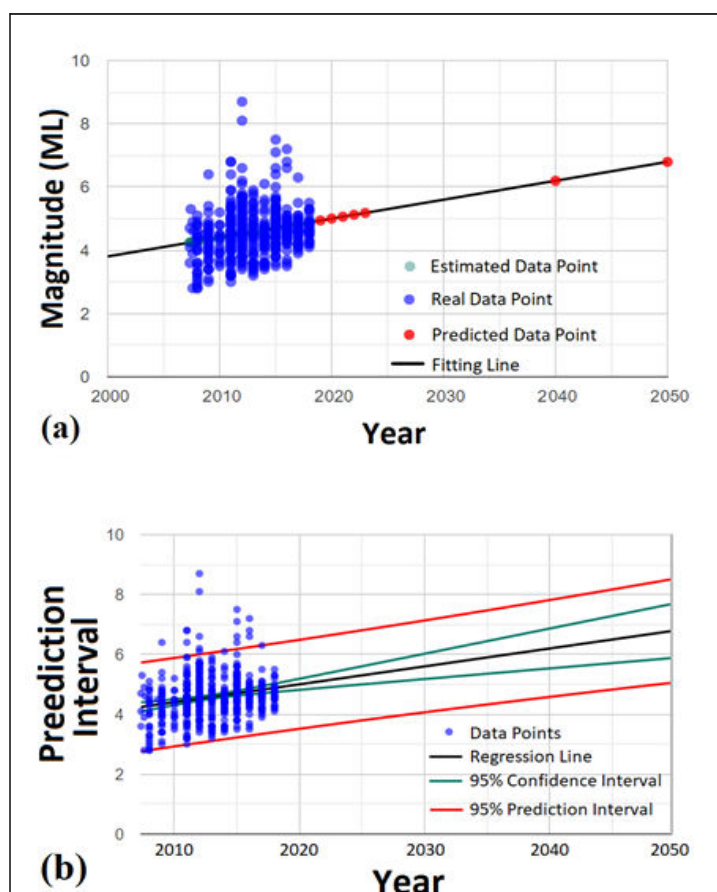 10
8
6
4
2
0
Magnitude (ML)
Estimated Data Point
Real Data Point
Predicted Data Point
Fitting Line
2000 2010 2020 2030 2040 2050
(a)
Year
10
8
6
4
2
0
Preediction
Interval
Data Points
Regression Line
95% Confidence Interval
95% Prediction Interval
2010 2020 2030 2040 2050
(b)
Year